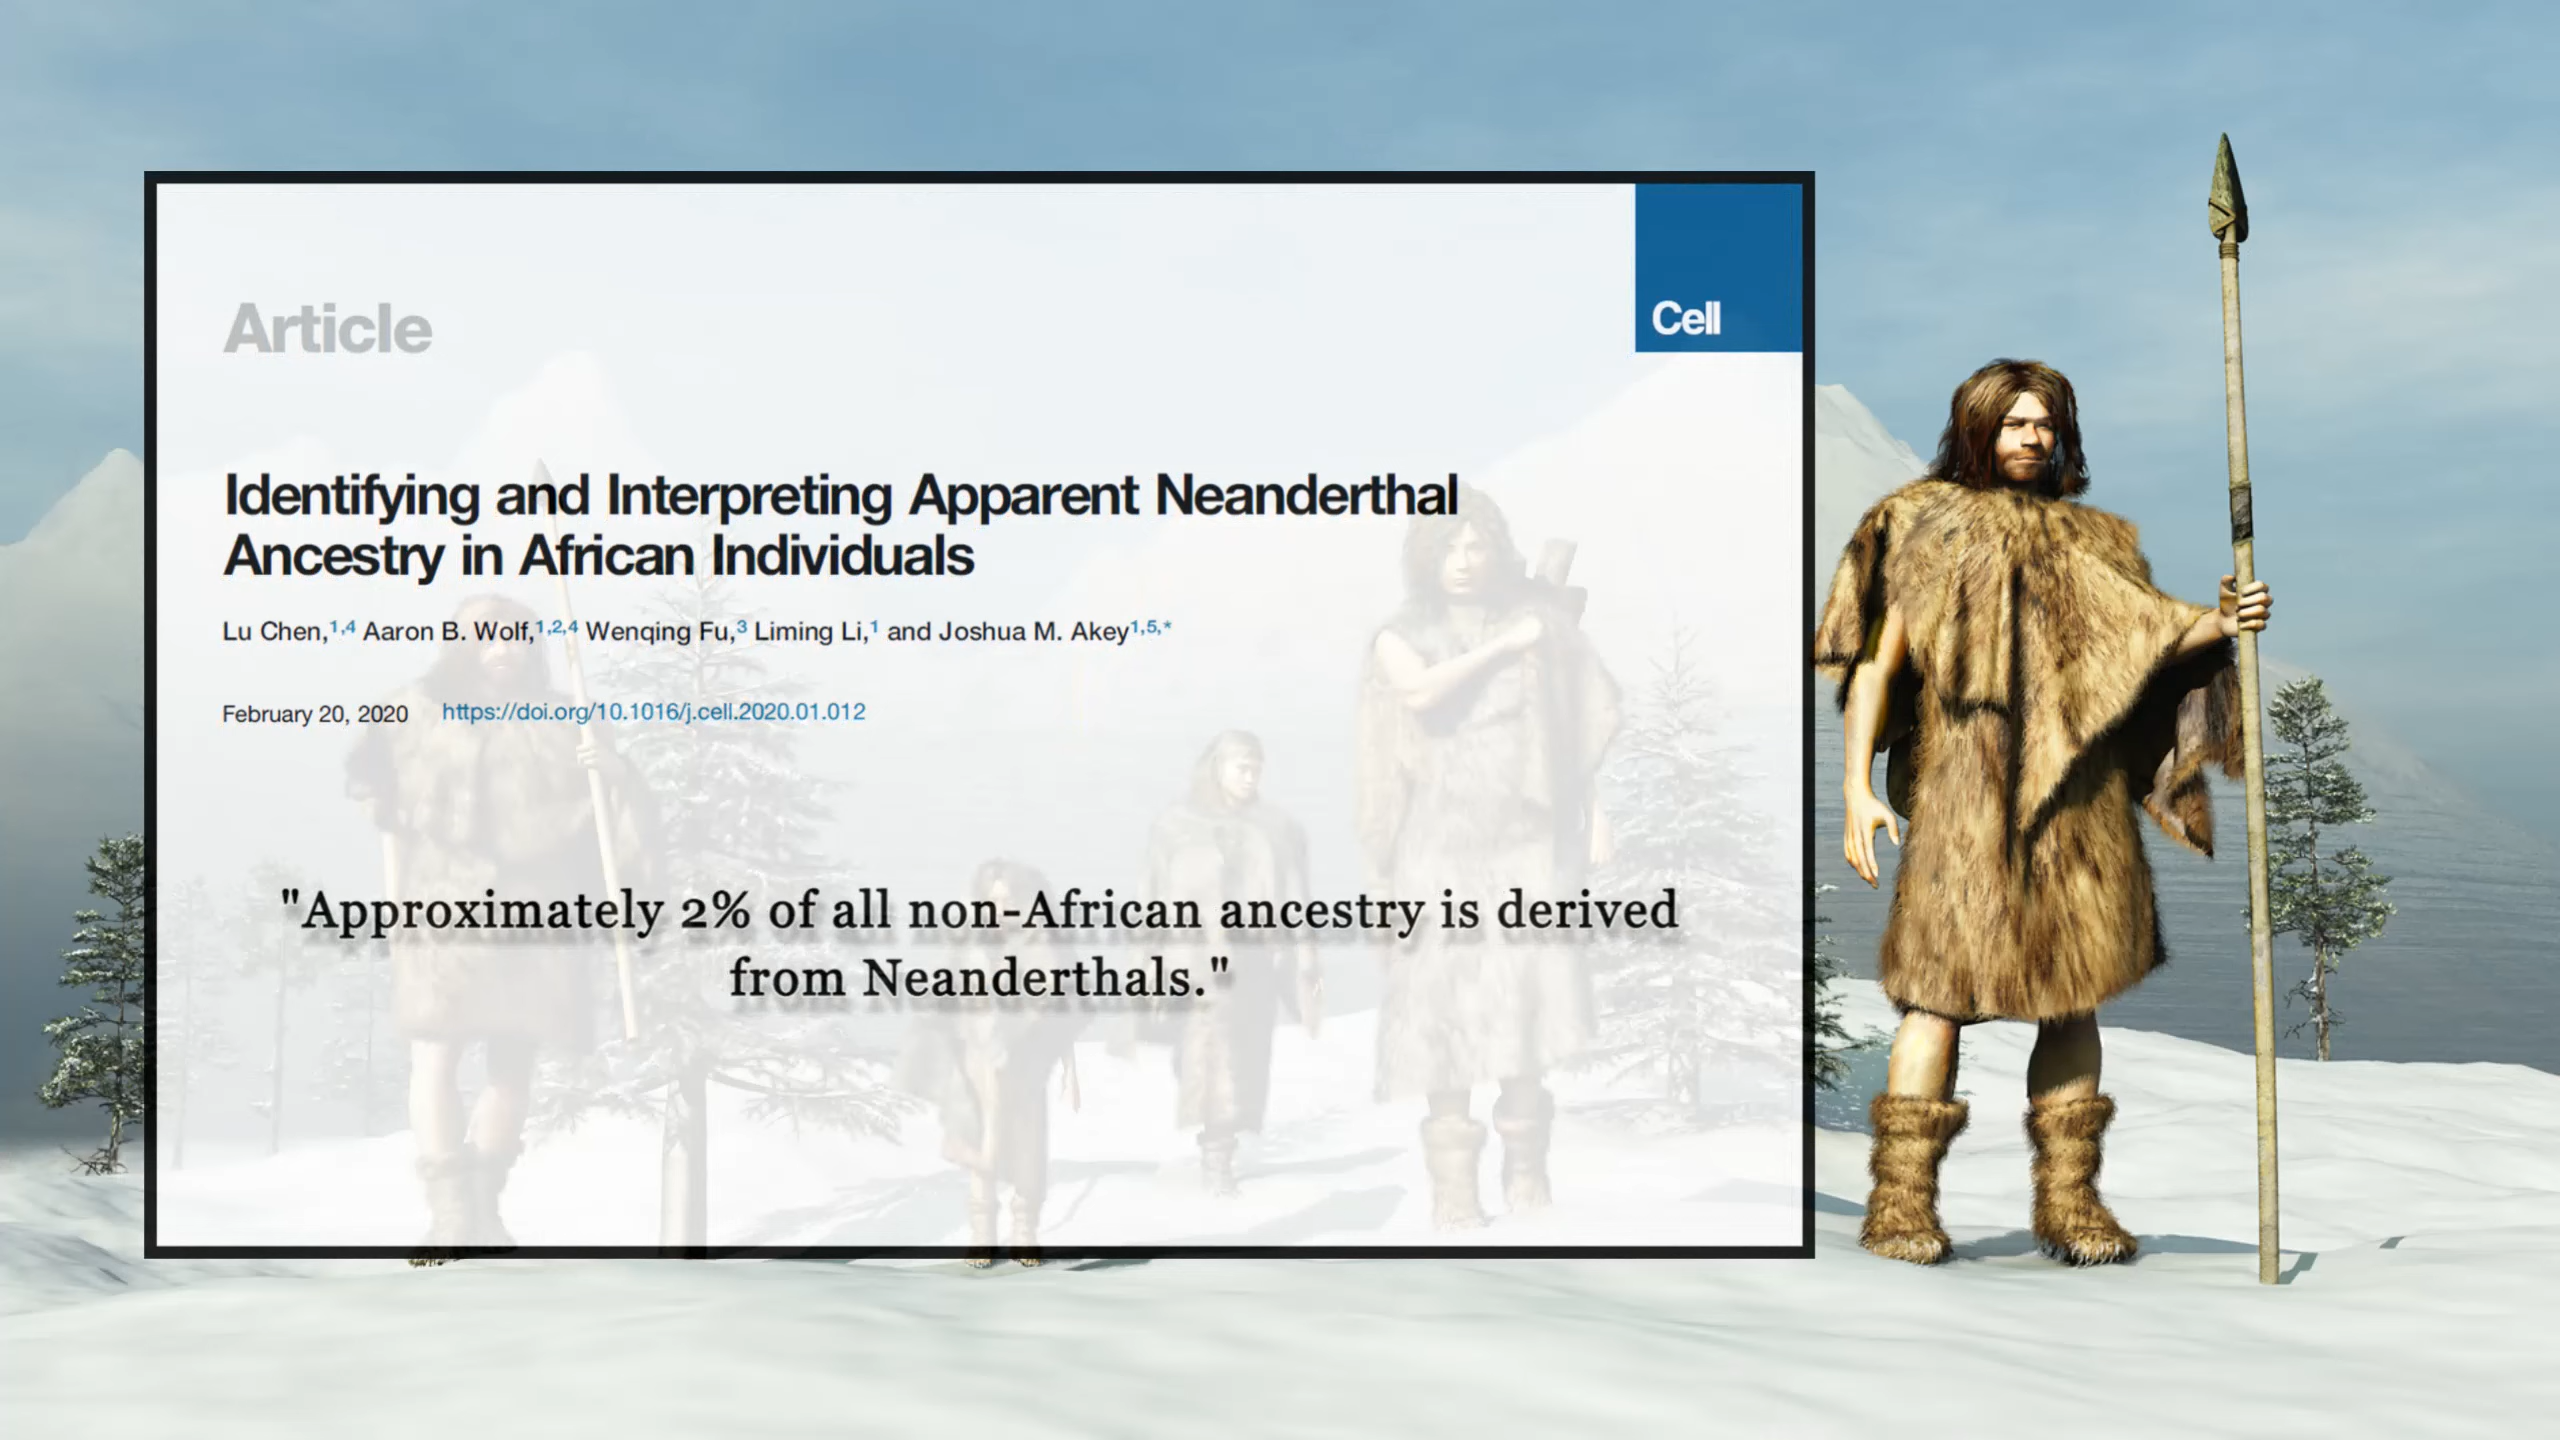 Article
Cell
Identifying and Interpreting Apparent Neanderthal
Ancestry in African Individuals
Lu Chen,1,4 Aaron B. Wolf,1,2,4 Wenqing Fu,3 Liming Li,1 and Joshua M. Akey1,5,*
February 20, 2020 https://doi.org/10.1016/j.cell.2020.01.012
"Approximately 2% of all non-African ancestry is derived
from Neanderthals."